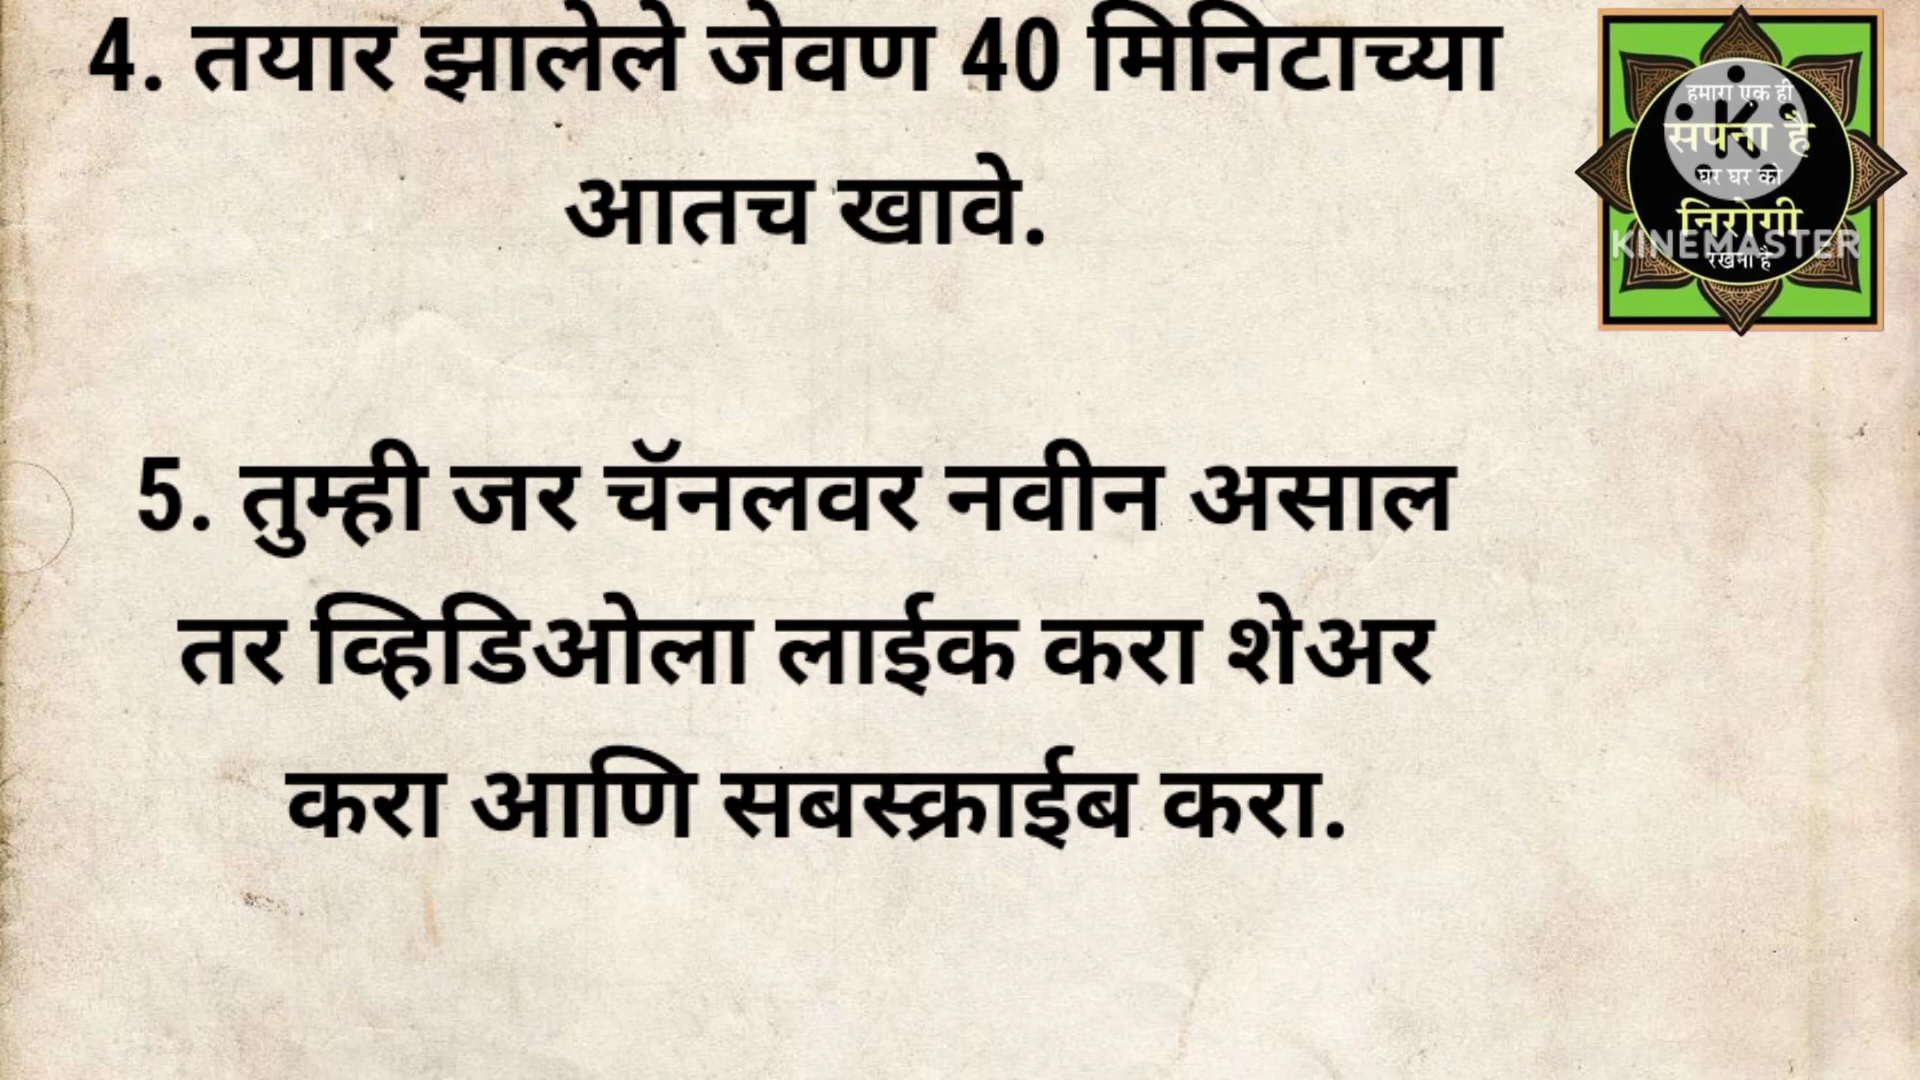 4. तयार झालेले जेवण 40 मिनिटाच्या
आतच खावे.
5. तुम्ही जर चॅनलवर नवीन असाल
तर व्हिडिओला लाईक करा शेअर
करा आणि सबस्क्राईब करा.
हमारा एक ही
सपना है
घर घर को
निरोगी
KINEMASTER
रखना है